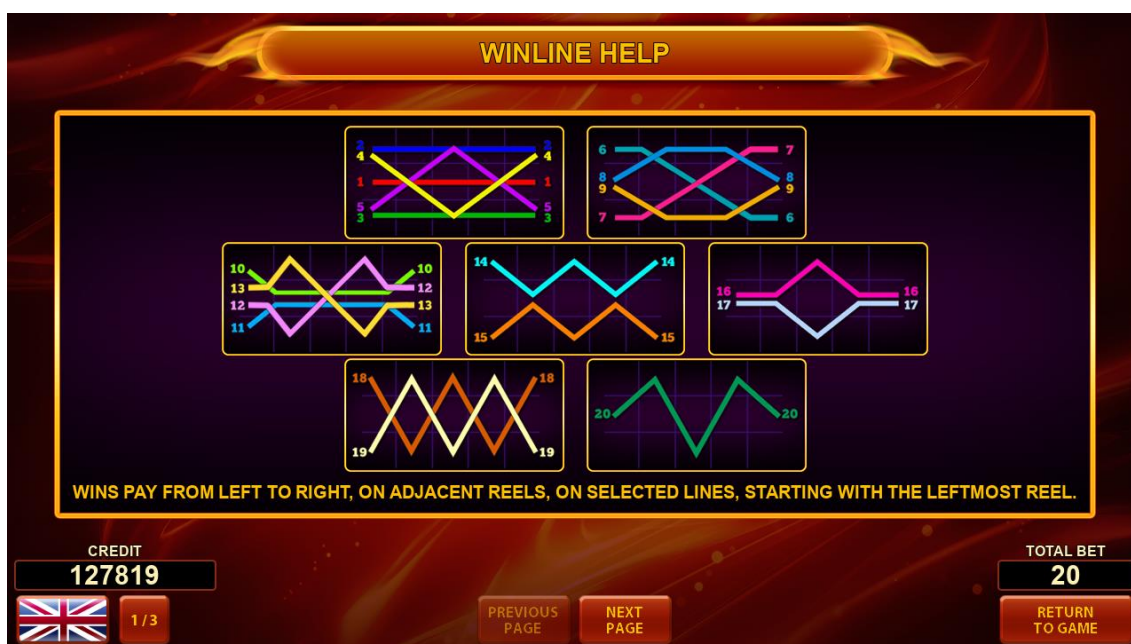 WINLINE HELP
2 2
4 4
1 1
5 5
3 3
6 7
8 8
9 9
7 6
10 10
13 12
12 13
11 11
14 14
15 15
16 16
17 17
18 18
19 19
20 20
WINS PAY FROM LEFT TO RIGHT, ON ADJACENT REELS, ON SELECTED LINES, STARTING WITH THE LEFTMOST REEL.
CREDIT
127819
TOTAL BET
20
1 / 3
PREVIOUS
PAGE
NEXT
PAGE
RETURN
TO GAME